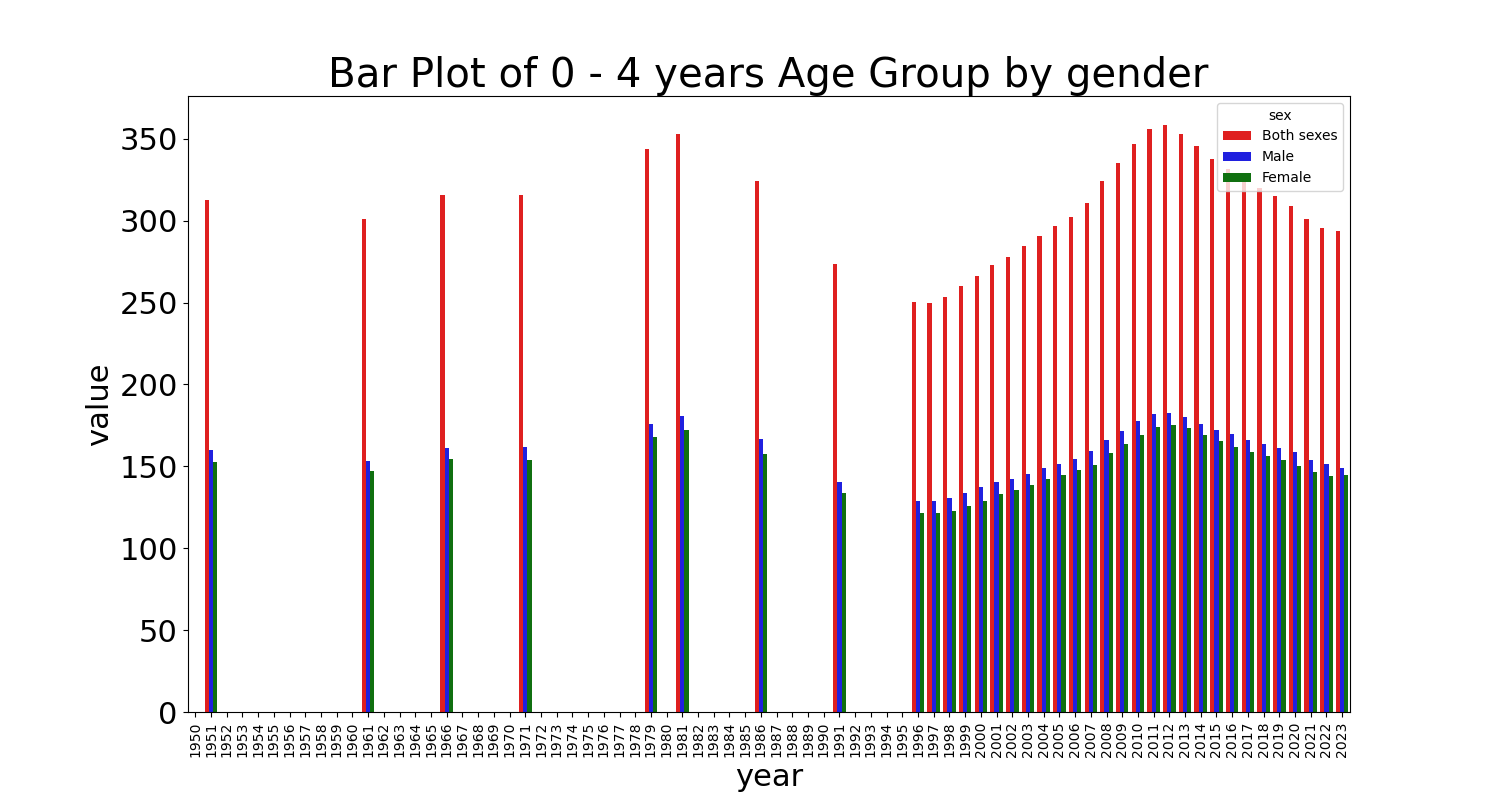 Bar Plot of 0 - 4 years Age Group by gender
sex
Both sexes
Male
Female
value
350
300
250
200
150
100
50
0
1950 1951 1952 1953 1954 1955 1956 1957 1958 1959 1960 1961 1962 1963 1964 1965 1966 1967 1968 1969 1970 1971 1972 1973 1974 1975 1976 1977 1978 1979 1980 1981 1982 1983 1984 1985 1986 1987 1988 1989 1990 1991 1992 1993 1994 1995 1996 1997 1998 1999 2000 2001 2002 2003 2004 2005 2006 2007 2008 2009 2010 2011 2012 2013 2014 2015 2016 2017 2018 2019 2020 2021 2022 2023
year